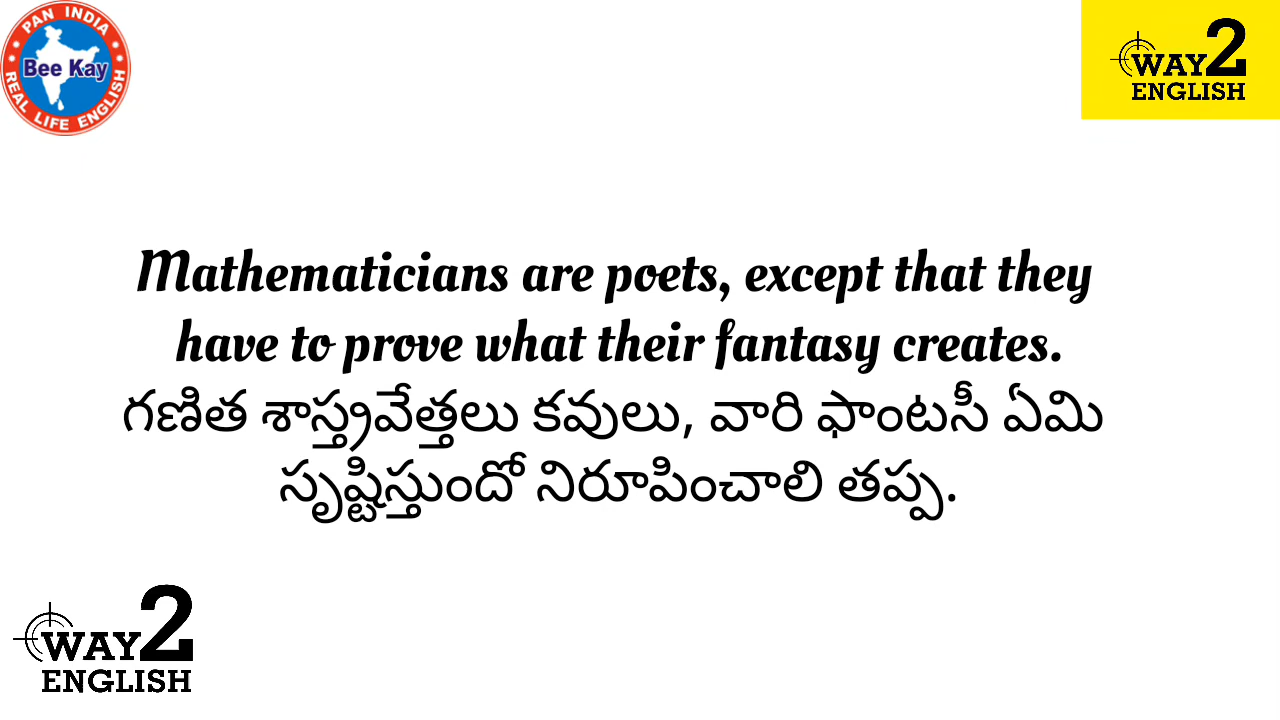 PAN INDIA
Bee Kay
REAL LIFE ENGLISH
WAY2
ENGLISH
Mathematicians are poets, except that they
have to prove what their fantasy creates.
గణిత శాస్త్రవేత్తలు కవులు, వారి ఫాంటసీ ఏమి
సృష్టిస్తుందో నిరూపించాలి తప్ప.
WAY2
ENGLISH